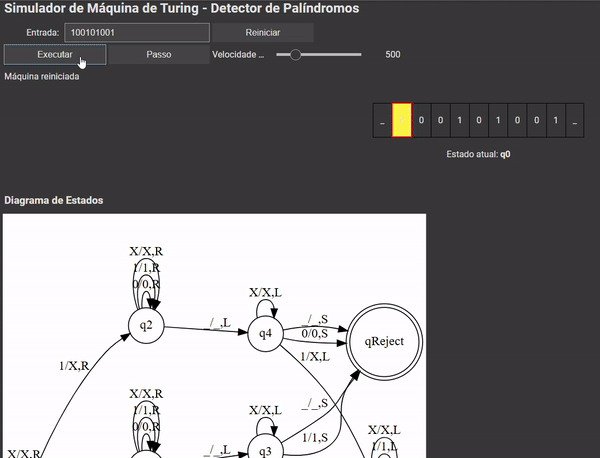 Simulador de Máquina de Turing - Detector de Palíndromos
Entrada: 100101001 Reiniciar
Executar Passo Velocidade ... 500
Máquina reiniciada
_ 0 0 1 0 1 0 0 1 _
Estado atual: q0
Diagrama de Estados
X/X,R
1/1,R
0/0,R
X/X,L
q2
_/_,L
q4
_/_,S
0/0,S
qReject
1/X,L
1/X,R
X/X,R
1/1,R
0/0,R
X/X,L
_/_,S
X/X,L
1/1,S
1/1,L
X/X,R
_/_,L
q3